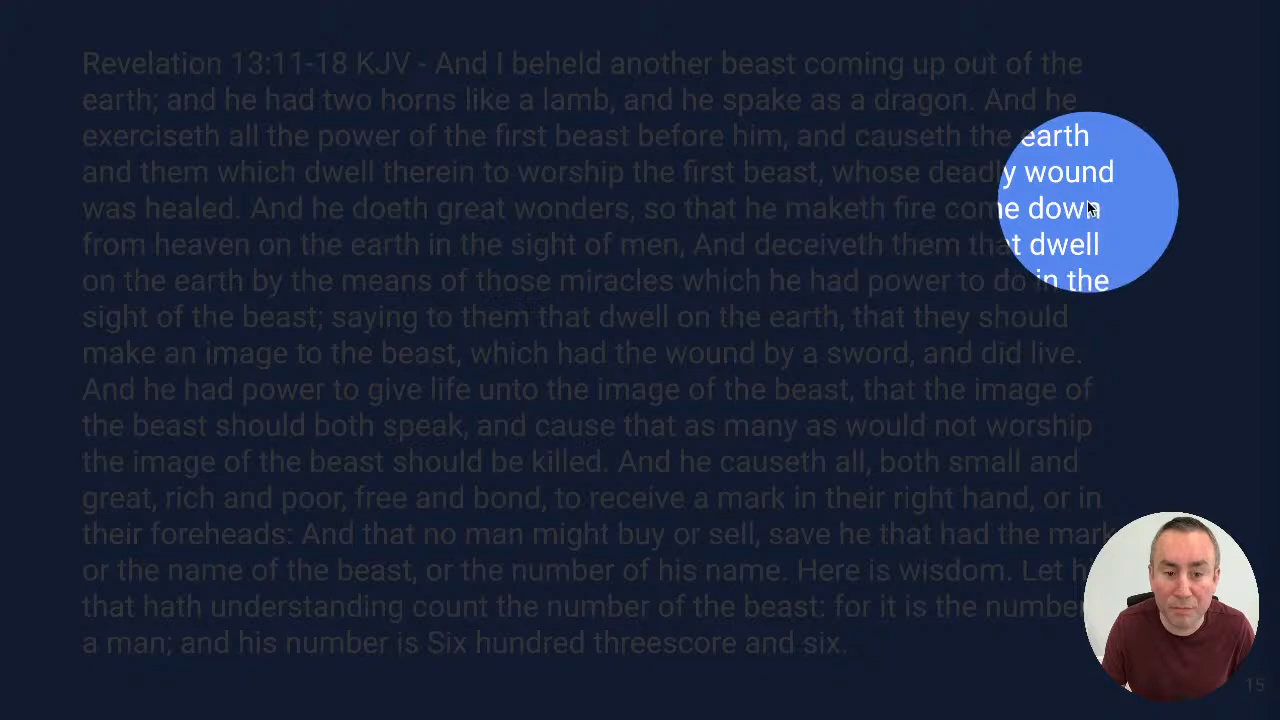 Revelation 13:11-18 KJV - And I beheld another beast coming up out of the
earth; and he had two horns like a lamb, and he spake as a dragon. And he
exerciseth all the power of the first beast before him, and causeth the earth
and them which dwell therein to worship the first beast, whose deadly wound
was healed. And he doeth great wonders, so that he maketh fire come down
from heaven on the earth in the sight of men, And deceiveth them that dwell
on the earth by the means of those miracles which he had power to do in the
sight of the beast; saying to them that dwell on the earth, that they should
make an image to the beast, which had the wound by a sword, and did live.
And he had power to give life unto the image of the beast, that the image of
the beast should both speak, and cause that as many as would not worship
the image of the beast should be killed. And he causeth all, both small and
great, rich and poor, free and bond, to receive a mark in their right hand, or in
their foreheads: And that no man might buy or sell, save he that had the mark
or the name of the beast, or the number of his name. Here is wisdom. Let
that hath understanding count the number of the beast: for it is the number
a man; and his number is Six hundred threescore and six.
15